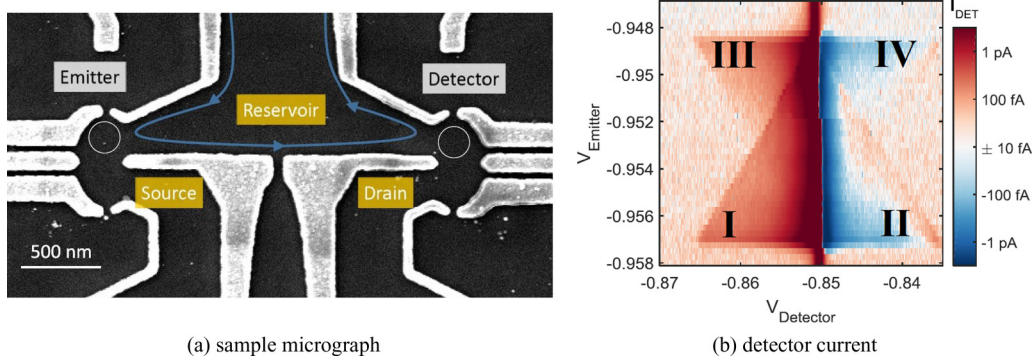 Emitter
Detector
Reservoir
Source
Drain
500 nm
(a) sample micrograph
I_DET
III
IV
I
II
-0.948
-0.95
-0.952
-0.954
-0.956
-0.958
V_Emitter
-0.87
-0.86
-0.85
-0.84
V_Detector
1 pA
100 fA
± 10 fA
-100 fA
-1 pA
(b) detector current